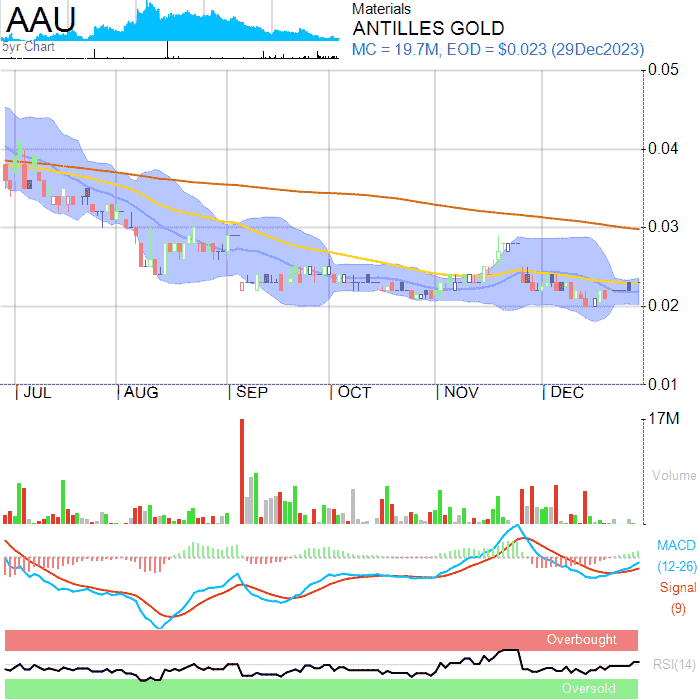 AAU
5yr Chart
Materials
ANTILLES GOLD
MC = 19.7M, EOD = $0.023 (29Dec2023)
0.05
0.04
0.03
0.02
0.01
JUL
AUG
SEP
OCT
NOV
DEC
17M
Volume
MACD
(12-26)
Signal
(9)
Overbought
RSI(14)
Oversold